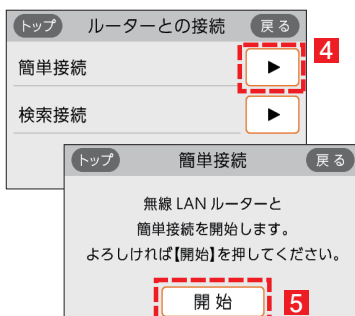 トップ ルーターとの接続 戻る
簡単接続 ▶ 4
検索接続 ▶
トップ 簡単接続 戻る
無線 LAN ルーターと
簡単接続を開始します。
よろしければ【開始】を押してください。
開 始 5